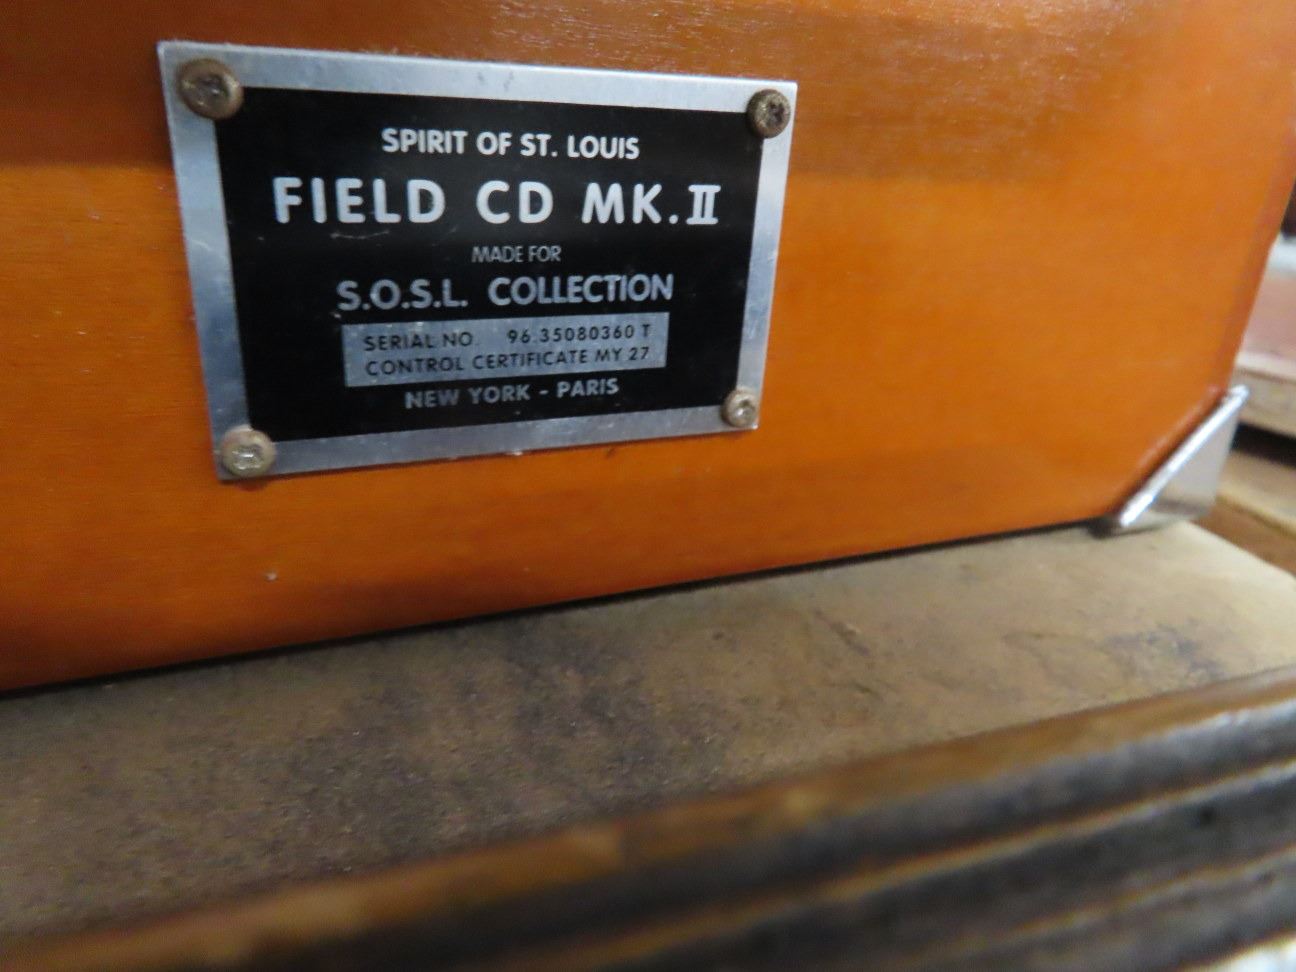 SPIRIT OF ST. LOUIS
FIELD CD MK.II
MADE FOR
S.O.S.L. COLLECTION
SERIAL NO. 96 35080360 T
CONTROL CERTIFICATE MY 27
NEW YORK - PARIS